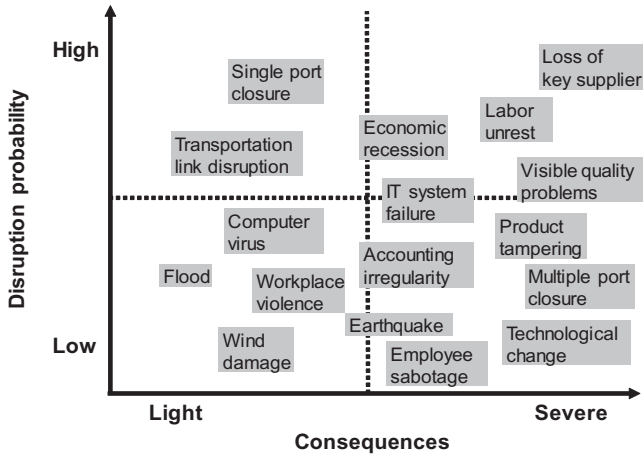 High
Loss of
key supplier
Single port
closure
Labor
unrest
Economic
recession
Transportation
link disruption
Visible quality
problems
IT system
failure
Computer
virus
Product
tampering
Accounting
irregularity
Flood
Workplace
violence
Multiple port
closure
Earthquake
Technological
change
Wind
damage
Employee
sabotage
Low
Disruption probability
Light
Severe
Consequences